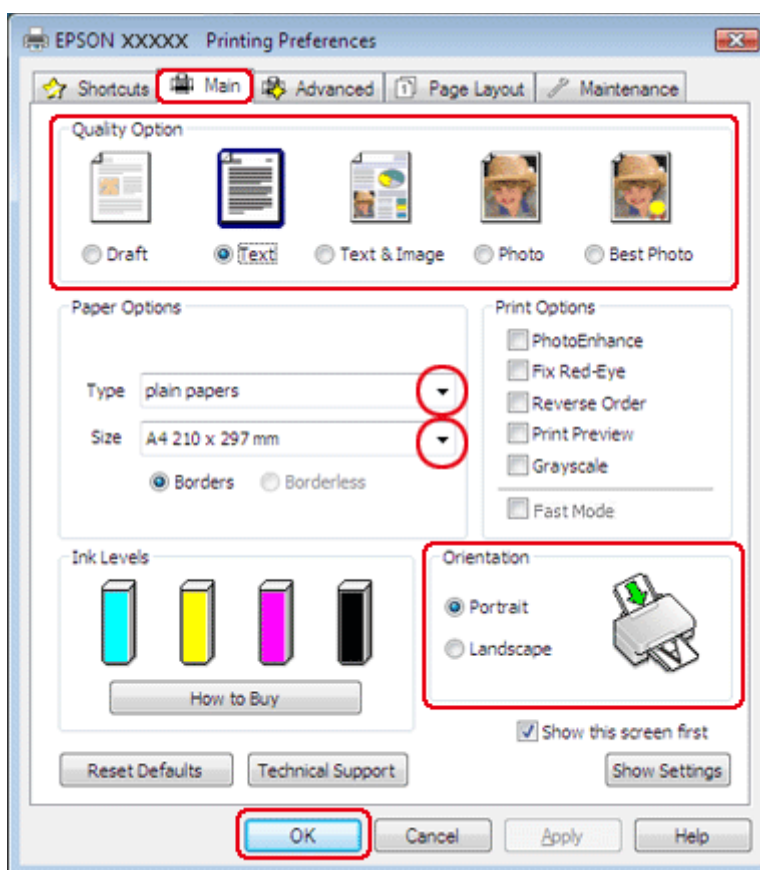 EPSON XXXXX Printing Preferences
Shortcuts Main Advanced Page Layout Maintenance
Quality Option
Draft Text Text & Image Photo Best Photo
Paper Options
Type plain papers
Size A4 210 x 297 mm
Borders Borderless
Print Options
PhotoEnhance
Fix Red-Eye
Reverse Order
Print Preview
Grayscale
Fast Mode
Ink Levels
How to Buy
Orientation
Portrait
Landscape
Show this screen first
Reset Defaults Technical Support Show Settings
OK Cancel Apply Help